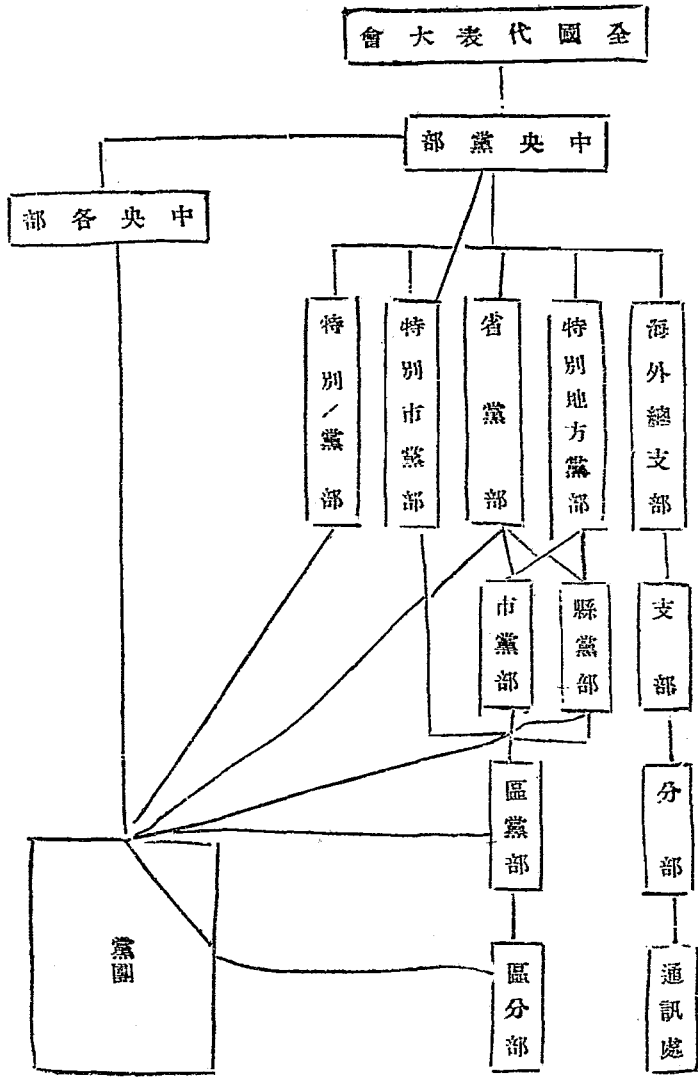 全國代表大會
中央黨部
中央各部
海外總支部
特別地方黨部
省黨部
特別市黨部
特別黨部
支部
縣黨部
市黨部
分部
區黨部
通訊處
區分部
黨團